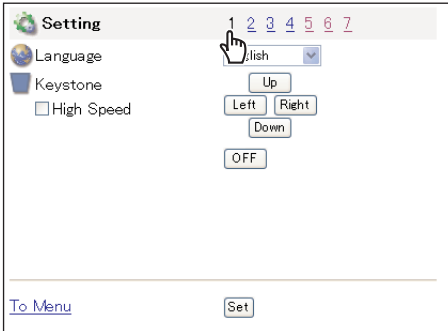 Setting 1 2 3 4 5 6 7
Language glish
Keystone Up
High Speed Left Right
Down
OFF
To Menu Set